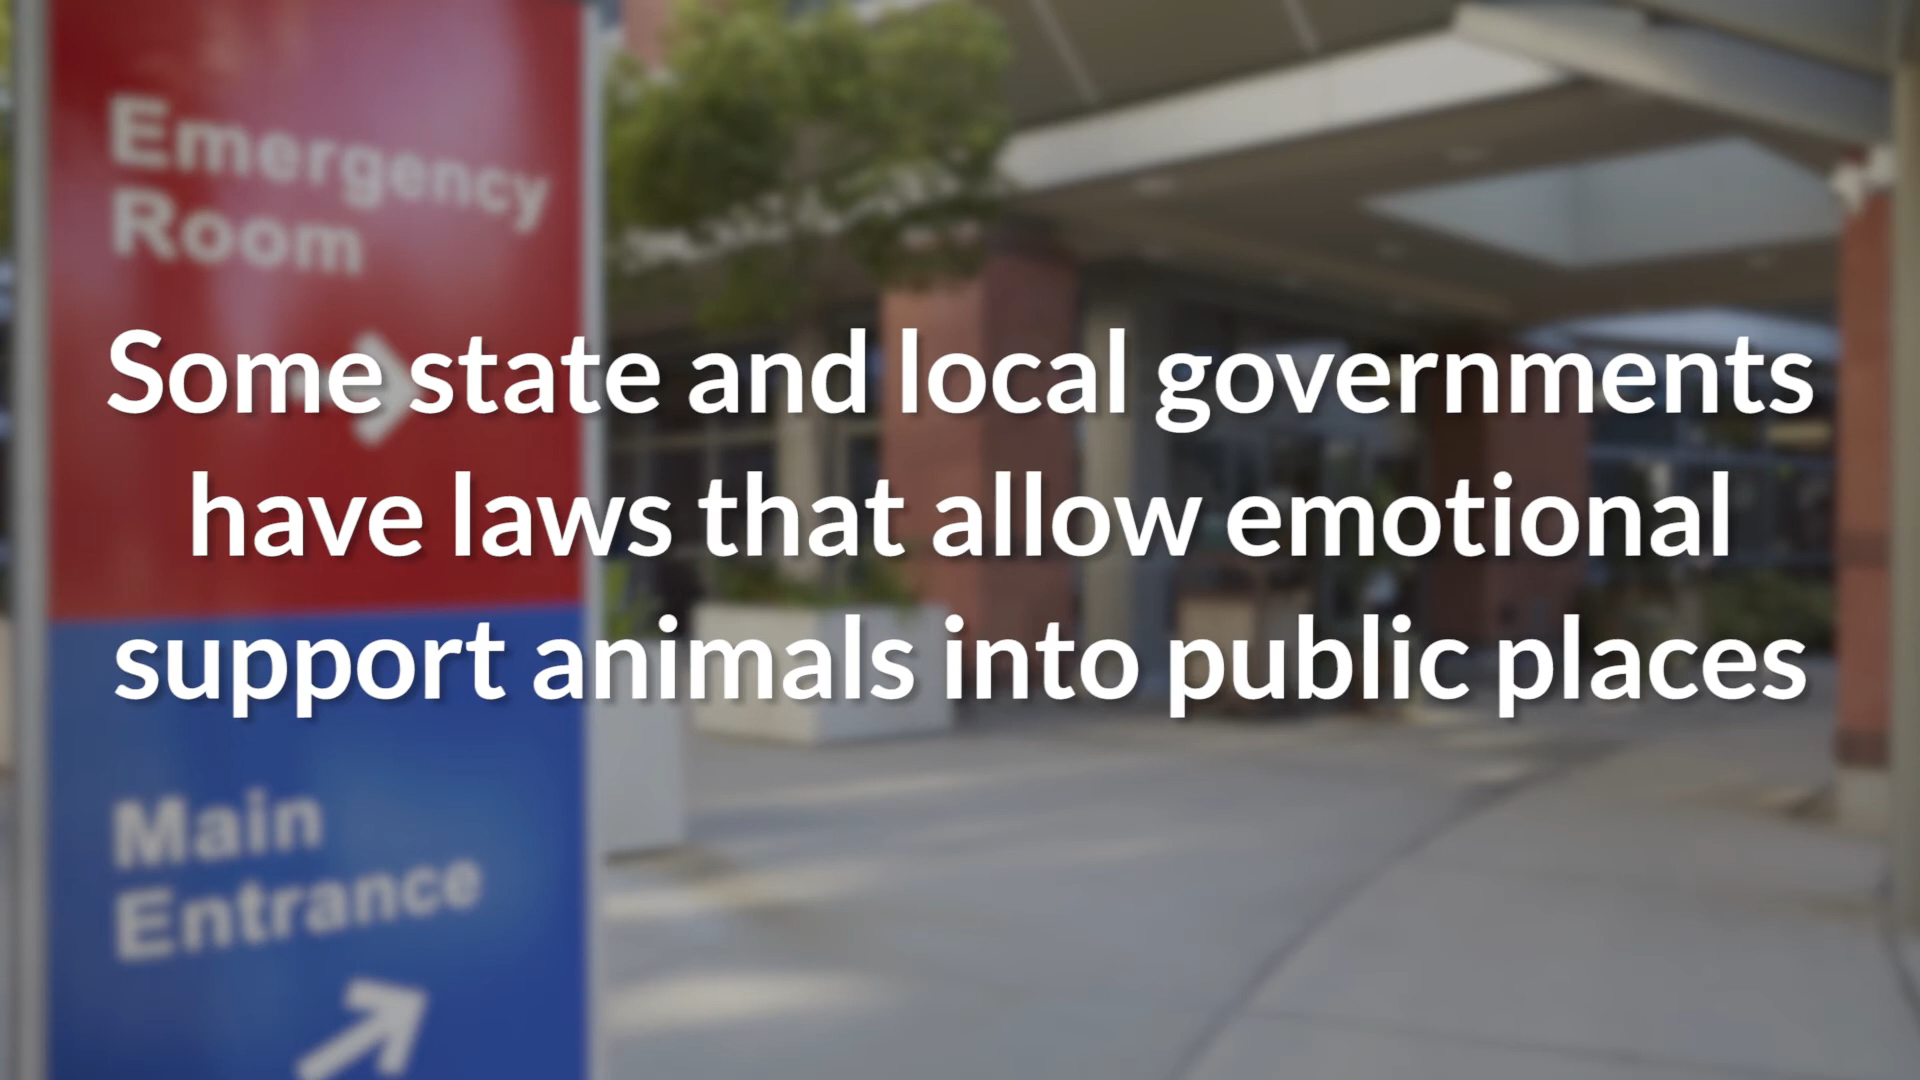 Emergency
Room
Some state and local governments
have laws that allow emotional
support animals into public places
Main
Entrance